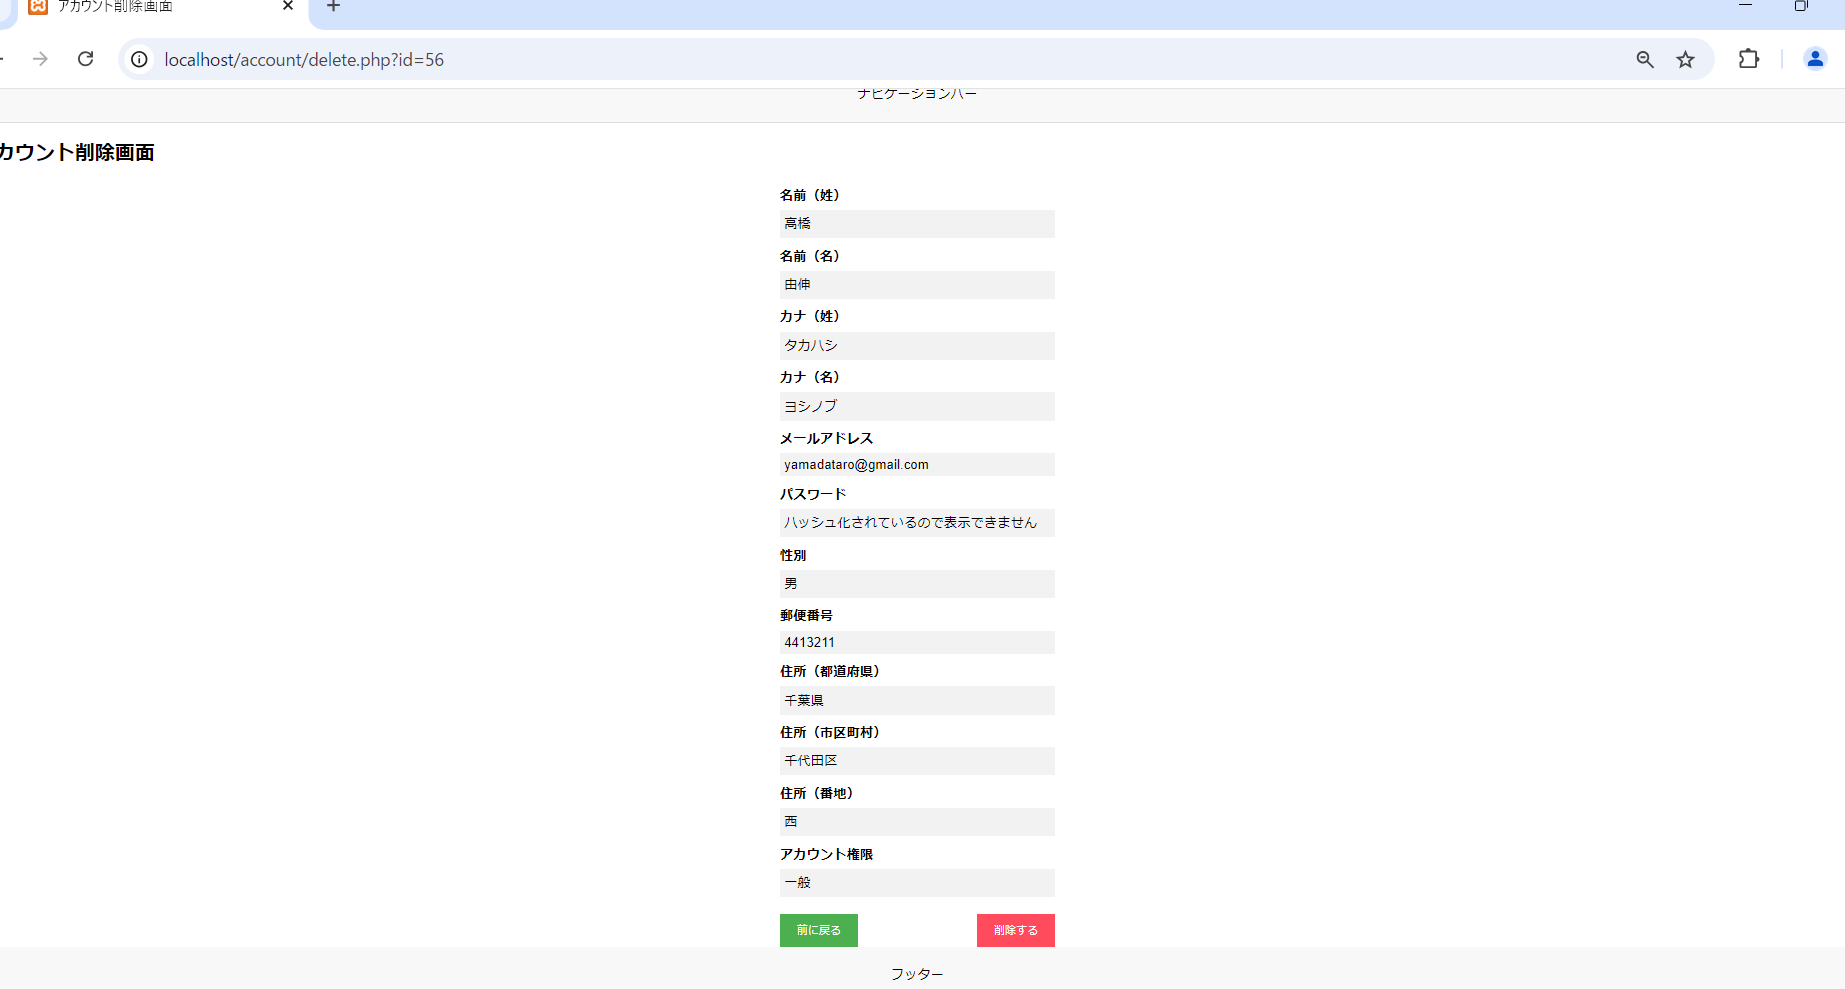 アカウント削除画面
localhost/account/delete.php?id=56
ナビゲーションバー
カウント削除画面
名前（姓）
高橋
名前（名）
由伸
カナ（姓）
タカハシ
カナ（名）
ヨシノブ
メールアドレス
yamadataro@gmail.com
パスワード
ハッシュ化されているので表示できません
性別
男
郵便番号
4413211
住所（都道府県）
千葉県
住所（市区町村）
千代田区
住所（番地）
西
アカウント権限
一般
前に戻る
削除する
フッター